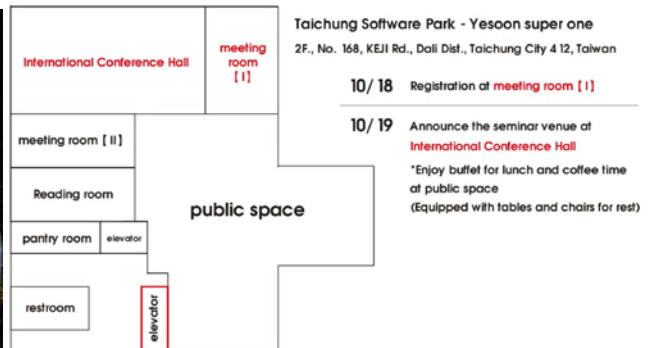 International Conference Hall
meeting
room
[ I ]
meeting room [ II ]
Reading room
pantry room
elevator
public space
restroom
elevator
Taichung Software Park - Yesoon super one
2F., No. 168, KEJI Rd., Dali Dist., Taichung City 4 12, Taiwan
10/ 18 Registration at meeting room [ I ]
10/ 19 Announce the seminar venue at
International Conference Hall
*Enjoy buffet for lunch and coffee time
at public space
(Equipped with tables and chairs for rest)